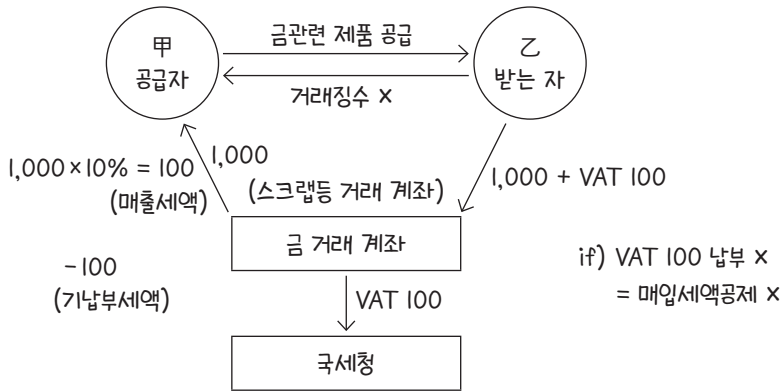 甲
공급자
금관련 제품 공급
거래징수 ×
乙
받는 자
1,000×10% = 100
(매출세액)
1,000
(스크랩등 거래 계좌)
1,000 + VAT 100
금 거래 계좌
-100
(기납부세액)
if) VAT 100 납부 ×
= 매입세액공제 ×
VAT 100
국세청